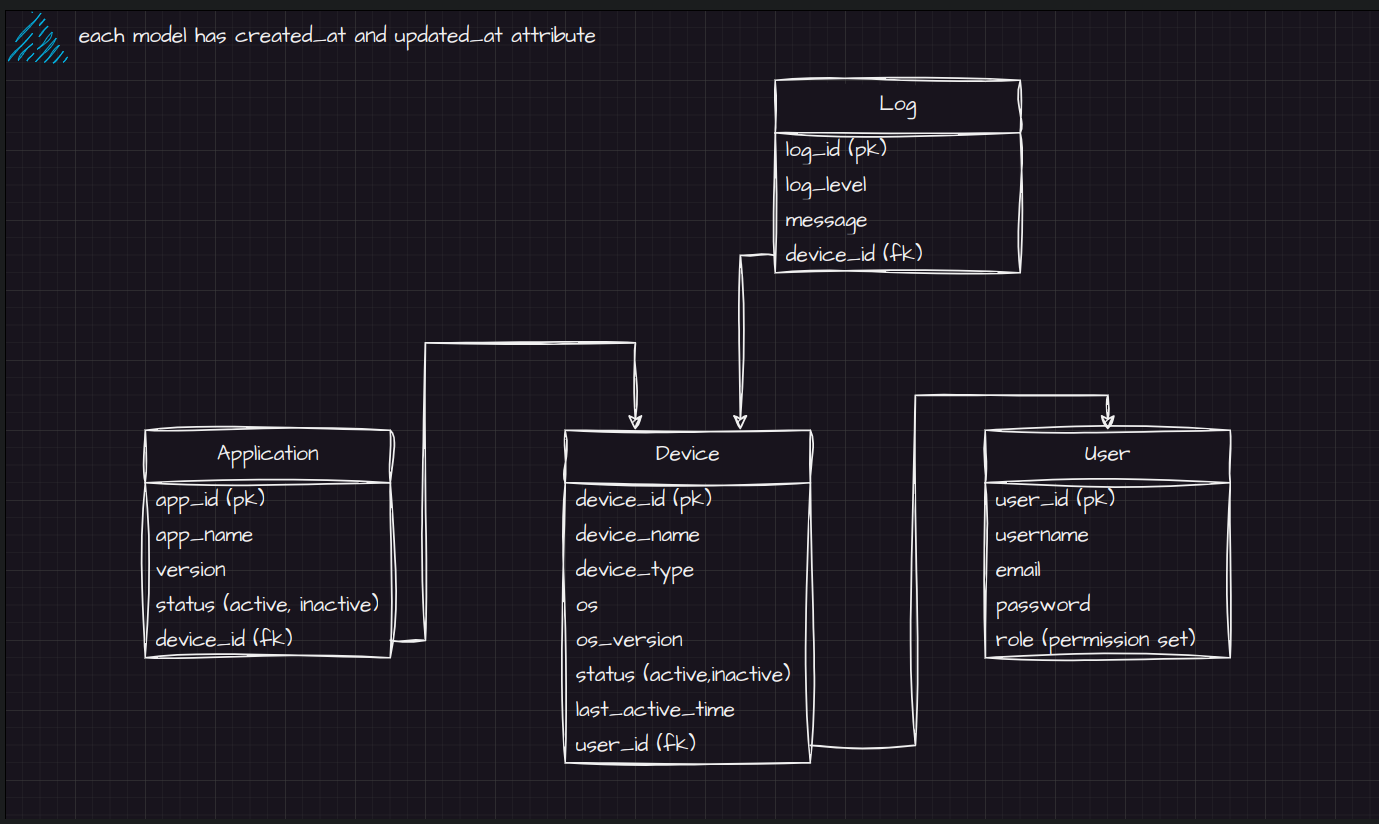 each model has created_at and updated_at attribute
Log
log_id (pk)
log_level
message
device_id (fk)
Application
app_id (pk)
app_name
version
status (active, inactive)
device_id (fk)
Device
device_id (pk)
device_name
device_type
os
os_version
status (active,inactive)
last_active_time
user_id (fk)
User
user_id (pk)
username
email
password
role (permission set)